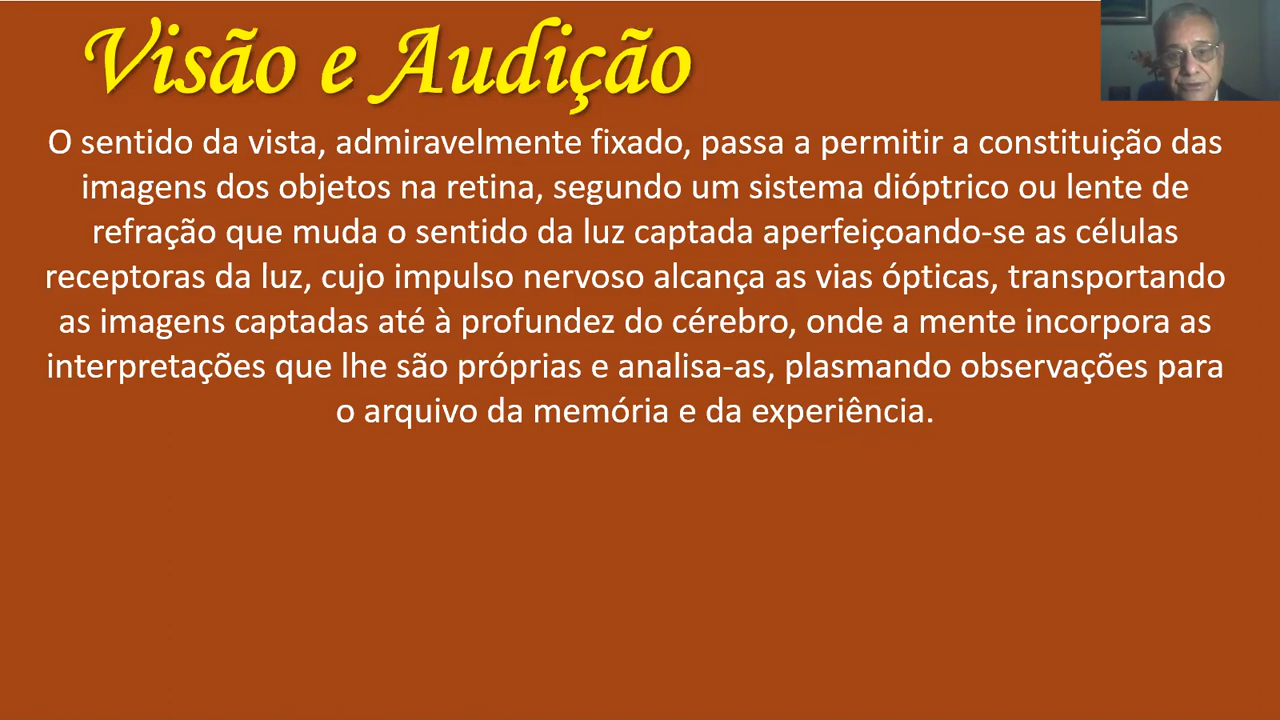 Visão e Audição
O sentido da vista, admiravelmente fixado, passa a permitir a constituição das
imagens dos objetos na retina, segundo um sistema dióptrico ou lente de
refração que muda o sentido da luz captada aperfeiçoando-se as células
receptoras da luz, cujo impulso nervoso alcança as vias ópticas, transportando
as imagens captadas até à profundez do cérebro, onde a mente incorpora as
interpretações que lhe são próprias e analisa-as, plasmando observações para
o arquivo da memória e da experiência.